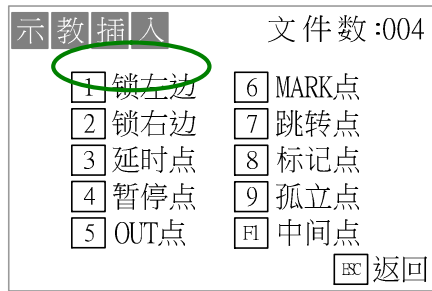 示教插入 文件数:004
1 锁左边 6 MARK点
2 锁右边 7 跳转点
3 延时点 8 标记点
4 暂停点 9 孤立点
5 OUT点 F1 中间点
ESC 返回